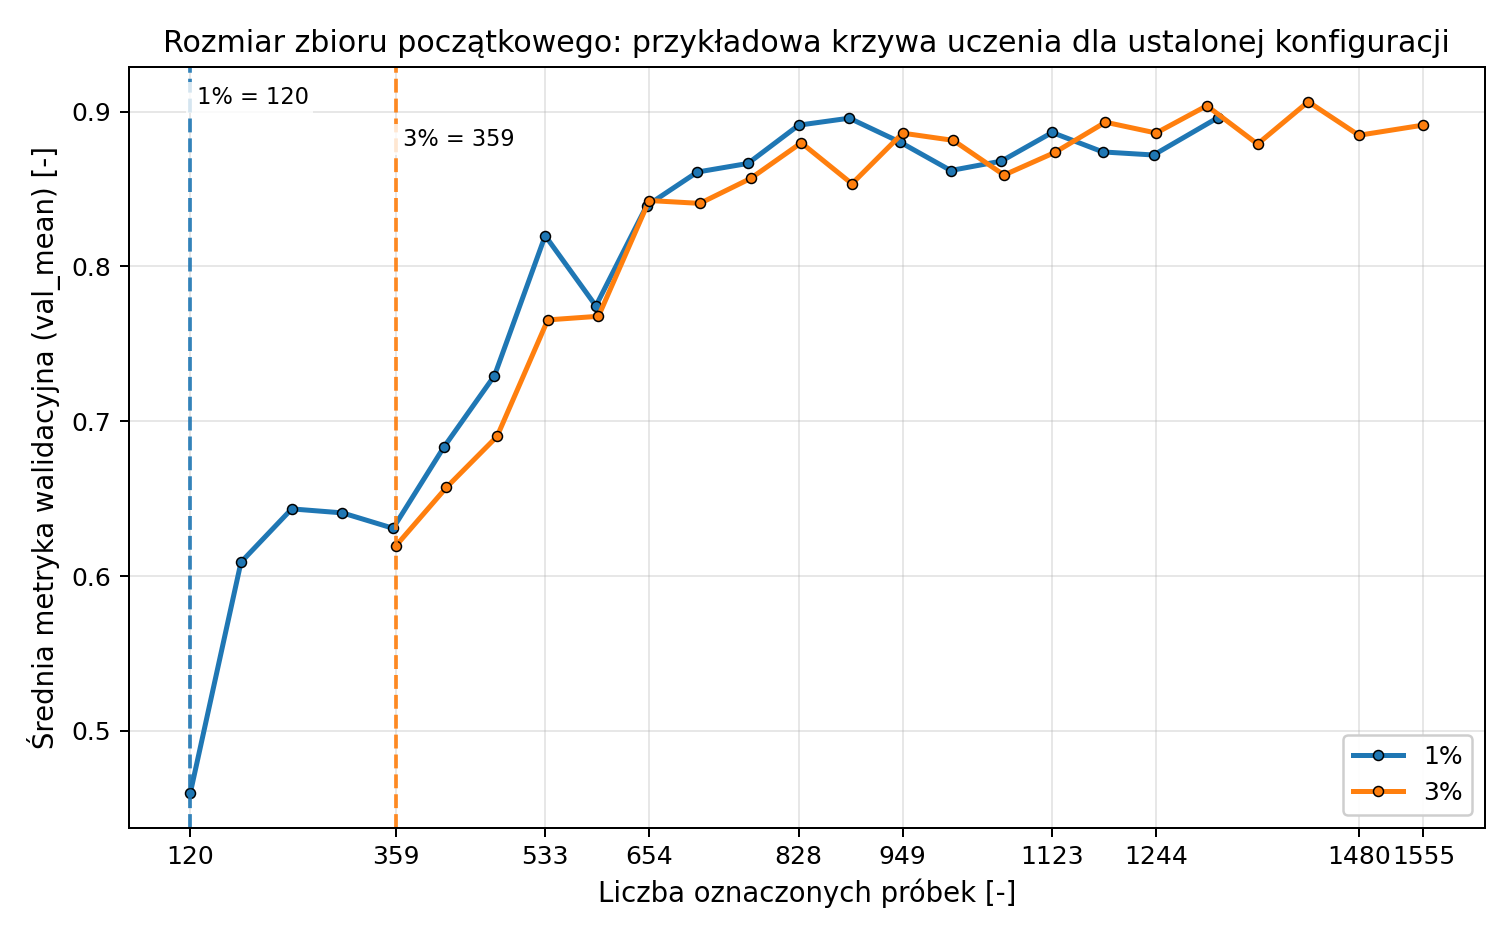 Rozmiar zbioru początkowego: przykładowa krzywa uczenia dla ustalonej konfiguracji
Średnia metryka walidacyjna (val_mean) [-]
0.9
0.8
0.7
0.6
0.5
1% = 120
3% = 359
1%
3%
120 359 533 654 828 949 1123 1244 1480 1555
Liczba oznaczonych próbek [-]